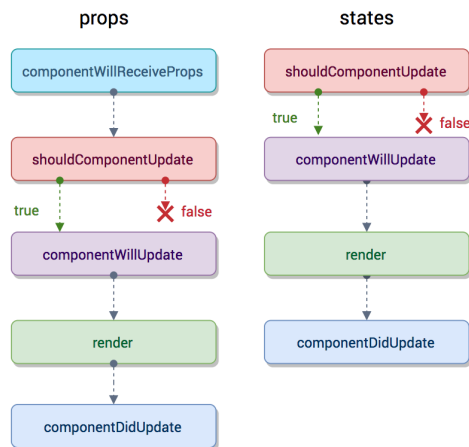 props
componentWillReceiveProps
shouldComponentUpdate
true
false
componentWillUpdate
render
componentDidUpdate
states
shouldComponentUpdate
true
false
componentWillUpdate
render
componentDidUpdate